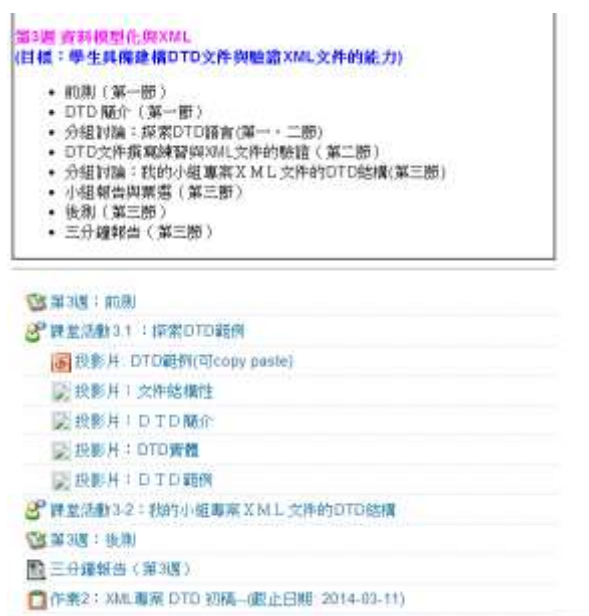 第3週 資料模型化與XML
(目標：學生具備建構DTD文件與驗證XML文件的能力)
前測（第一節）
DTD 簡介（第一節）
分組討論：探索DTD語言(第一、二節)
DTD文件撰寫練習與XML文件的驗證（第二節）
分組討論：我的小組專案ＸＭＬ文件的DTD結構(第三節)
小組報告與票選（第三節）
後測（第三節）
三分鐘報告（第三節）
第3週：前測
課堂活動3.1：探索DTD範例
投影片: DTD範例(可copy paste)
投影片：文件結構性
投影片：ＤＴＤ簡介
投影片：DTD實體
投影片：ＤＴＤ範例
課堂活動3-2：我的小組專案ＸＭＬ文件的DTD結構
第3週：後測
三分鐘報告（第3週）
作業2：XML專案 DTD 初稿--(截止日期: 2014-03-11)